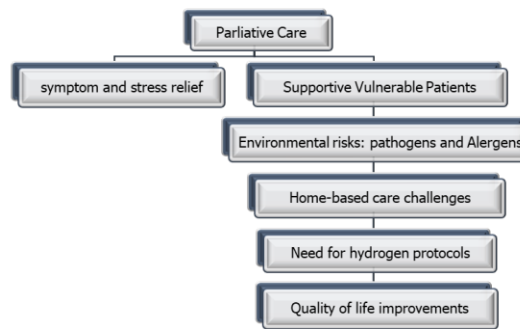 Parliative Care
symptom and stress relief
Supportive Vulnerable Patients
Environmental risks: pathogens and Alergens
Home-based care challenges
Need for hydrogen protocols
Quality of life improvements